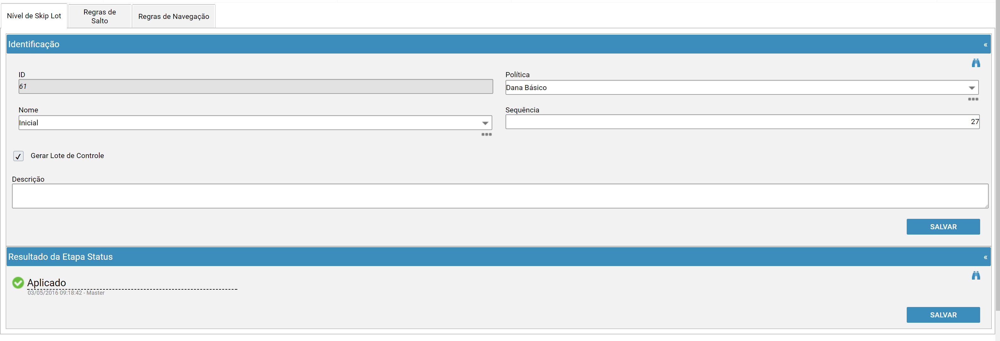 Nível de Skip Lot
Regras de
Salto
Regras de Navegação
Identificação
«
ID
61
Política
Dana Básico
Nome
Inicial
Sequência
27
Gerar Lote de Controle
Descrição
SALVAR
Resultado da Etapa Status
«
Aplicado
03/05/2016 09:18:42 - Master
SALVAR